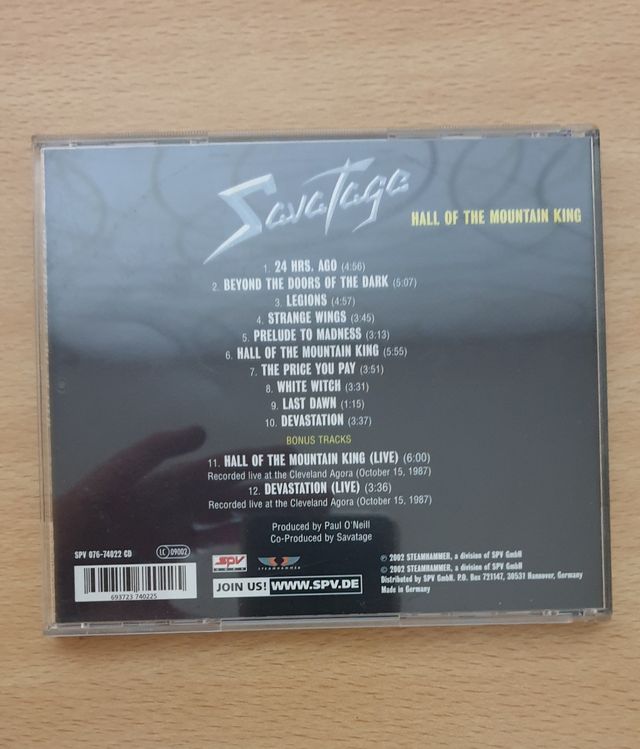 Savatage
HALL OF THE MOUNTAIN KING
1. 24 HRS. AGO (4:56)
2. BEYOND THE DOORS OF THE DARK (5:07)
3. LEGIONS (4:57)
4. STRANGE WINGS (3:45)
5. PRELUDE TO MADNESS (3:13)
6. HALL OF THE MOUNTAIN KING (5:55)
7. THE PRICE YOU PAY (3:51)
8. WHITE WITCH (3:31)
9. LAST DAWN (1:15)
10. DEVASTATION (3:37)
BONUS TRACKS
11. HALL OF THE MOUNTAIN KING (LIVE) (6:00)
Recorded live at the Cleveland Agora (October 15, 1987)
12. DEVASTATION (LIVE) (3:36)
Recorded live at the Cleveland Agora (October 15, 1987)
Produced by Paul O'Neill
Co-Produced by Savatage
SPV 076-74022 CD
LC 09002
693723 740225
SPV
STEAMHAMMER
JOIN US! WWW.SPV.DE
℗ 2002 STEAMHAMMER, a division of SPV GmbH
© 2002 STEAMHAMMER, a division of SPV GmbH
Distributed by SPV GmbH. P.O. Box 721147, 30531 Hannover, Germany
Made in Germany